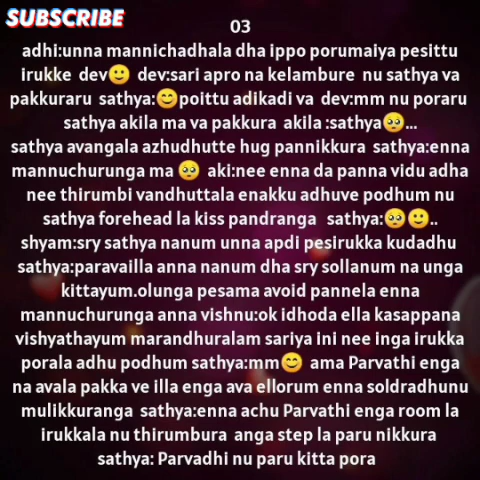 SUBSCRIBE
03
adhi:unna mannichadhala dha ippo porumaiya pesittu
irukke dev🙂 dev:sari apro na kelambure nu sathya va
pakkuraru sathya:😊poittu adikadi va dev:mm nu poraru
sathya akila ma va pakkura akila :sathya🥺...
sathya avangala azhudhutte hug pannikkura sathya:enna
mannuchurunga ma 🥺 aki:nee enna da panna vidu adha
nee thirumbi vandhuttala enakku adhuve podhum nu
sathya forehead la kiss pandranga sathya:🥺🙂..
shyam:sry sathya nanum unna apdi pesirukka kudadhu
sathya:paravailla anna nanum dha sry sollanum na unga
kittayum.olunga pesama avoid pannela enna
mannuchurunga anna vishnu:ok idhoda ella kasappana
vishyathayum marandhuralam sariya ini nee inga irukka
porala adhu podhum sathya:mm😊 ama Parvathi enga
na avala pakka ve illa enga ava ellorum enna soldradhunu
mulikkuranga sathya:enna achu Parvathi enga room la
irukkala nu thirumbura anga step la paru nikkura
sathya: Parvadhi nu paru kitta pora